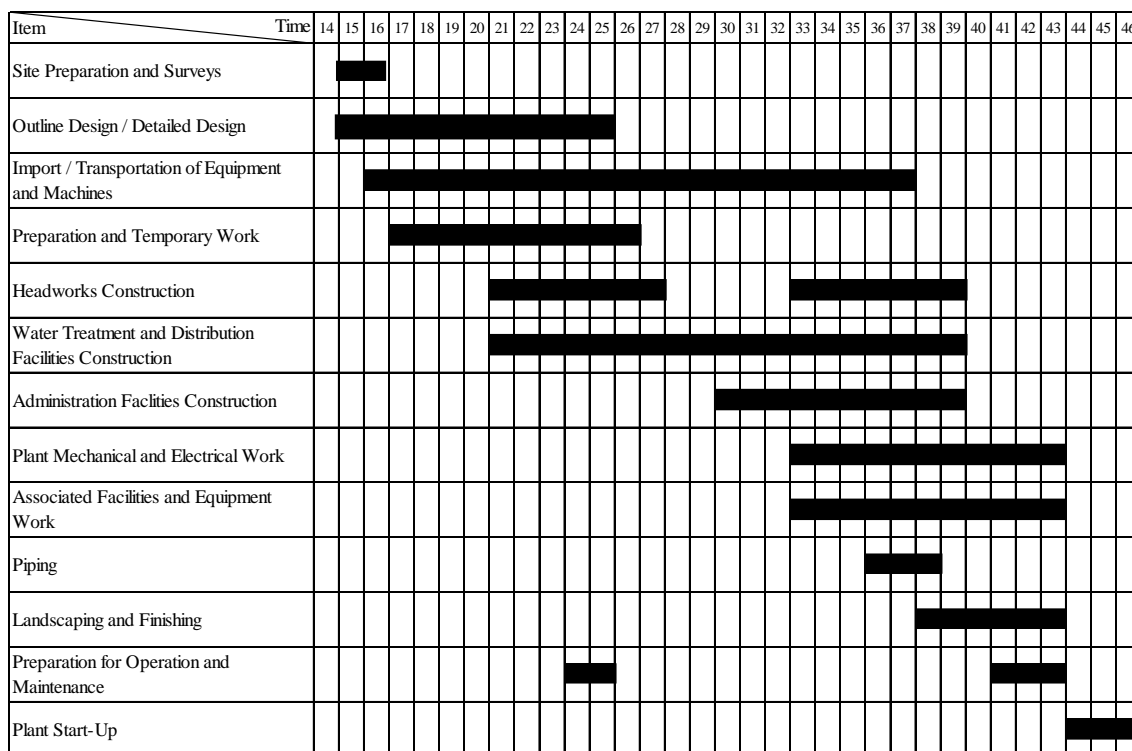 Item Time 14 15 16 17 18 19 20 21 22 23 24 25 26 27 28 29 30 31 32 33 34 35 36 37 38 39 40 41 42 43 44 45 46
Site Preparation and Surveys
Outline Design / Detailed Design
Import / Transportation of Equipment
and Machines
Preparation and Temporary Work
Headworks Construction
Water Treatment and Distribution
Facilities Construction
Administration Faclities Construction
Plant Mechanical and Electrical Work
Associated Facilities and Equipment
Work
Piping
Landscaping and Finishing
Preparation for Operation and
Maintenance
Plant Start-Up